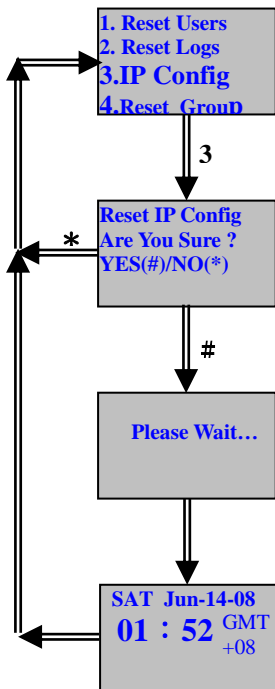 1. Reset Users
2. Reset Logs
3.IP Config
4.Reset Group
3
Reset IP Config
Are You Sure ?
YES(#)/NO(*)
*
#
Please Wait…
SAT Jun-14-08
01 : 52 GMT
+08